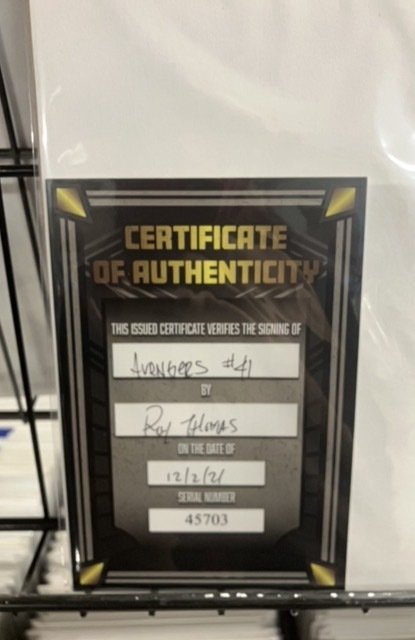 CERTIFICATE
OF AUTHENTICITY
THIS ISSUED CERTIFICATE VERIFIES THE SIGNING OF
AVENGERS #41
BY
ROY THOMAS
ON THE DATE OF
12/2/21
SERIAL NUMBER
45703